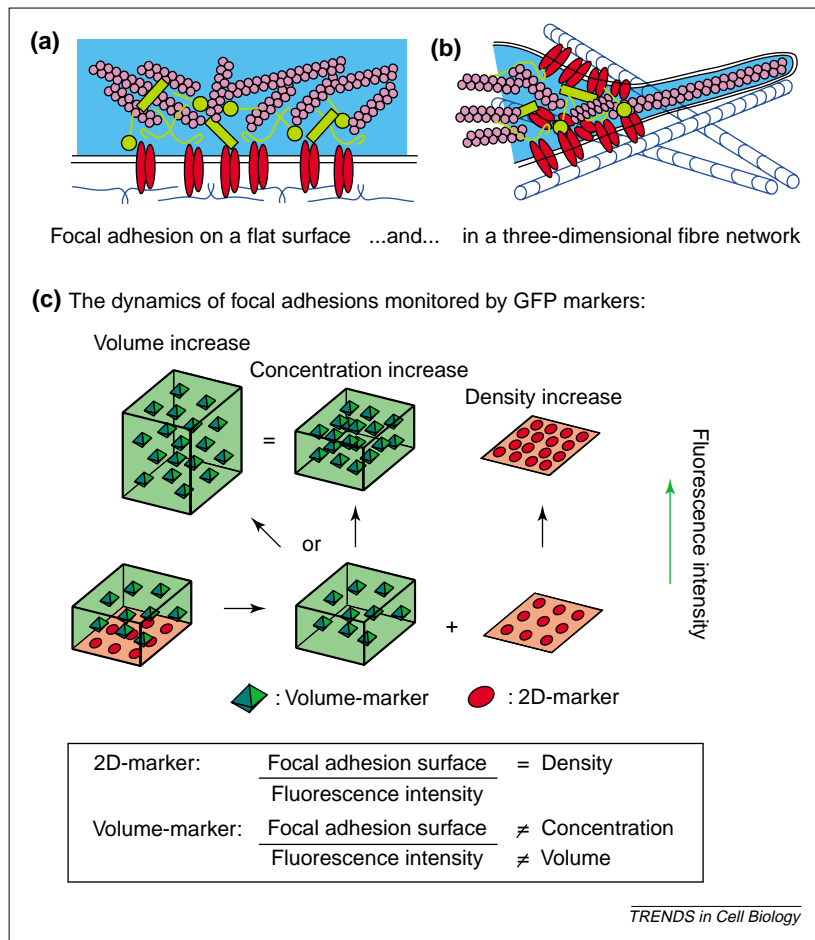 (a)
(b)
Focal adhesion on a flat surface ...and... in a three-dimensional fibre network
(c) The dynamics of focal adhesions monitored by GFP markers:
Volume increase
Concentration increase
Density increase
=
or
+
Fluorescence intensity
: Volume-marker
: 2D-marker
2D-marker: Focal adhesion surface = Density
Fluorescence intensity
Volume-marker: Focal adhesion surface ≠ Concentration
Fluorescence intensity ≠ Volume
TRENDS in Cell Biology